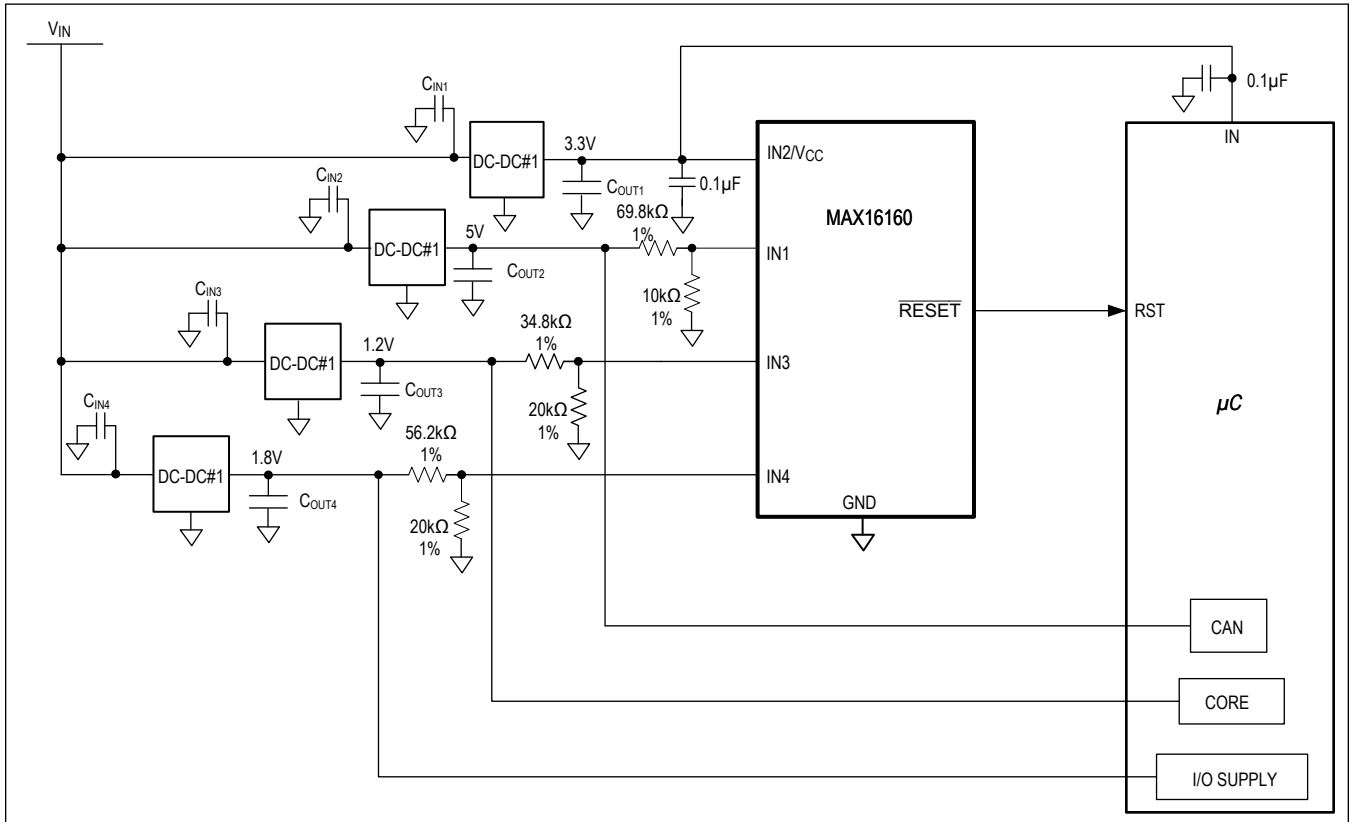 VIN
CIN1
DC-DC#1
3.3V
COUT1
0.1µF
0.1µF
IN
IN2/VCC
CIN2
DC-DC#1
5V
COUT2
69.8kΩ
1%
10kΩ
1%
IN1
MAX16160
CIN3
DC-DC#1
1.2V
COUT3
34.8kΩ
1%
20kΩ
1%
IN3
RESET
RST
µC
CIN4
DC-DC#1
1.8V
COUT4
56.2kΩ
1%
20kΩ
1%
IN4
GND
CAN
CORE
I/O SUPPLY